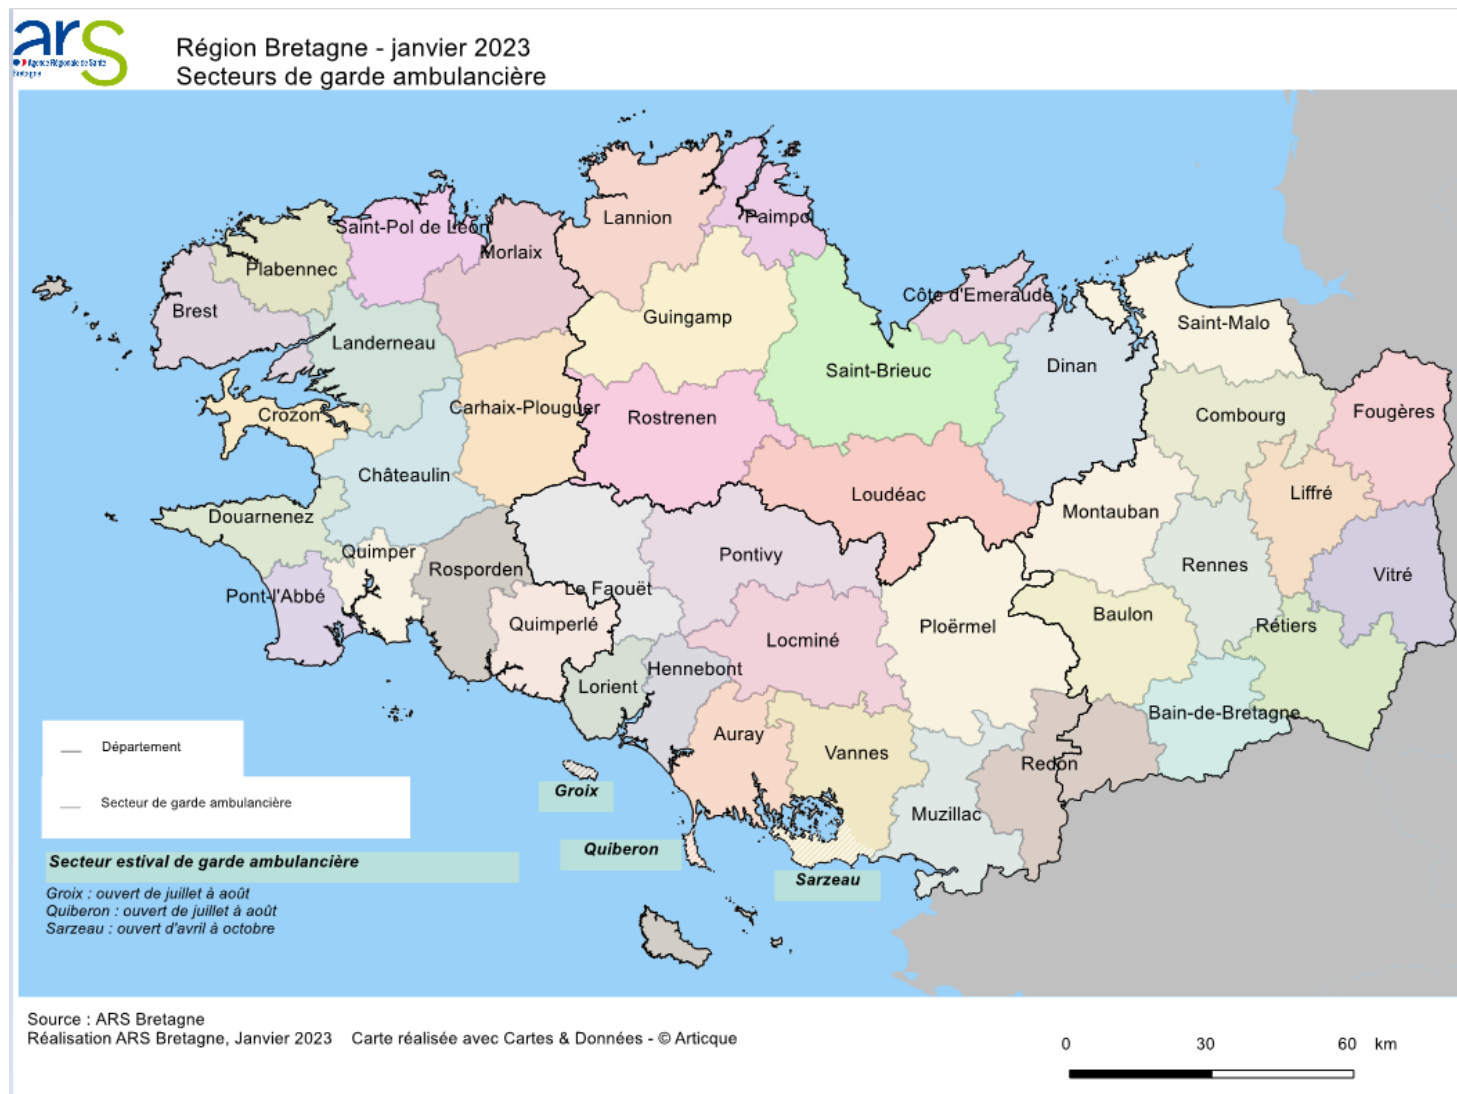 ars
Agence Régionale de Santé
Bretagne
Région Bretagne - janvier 2023
Secteurs de garde ambulancière
Lannion
Paimpol
Saint-Pol de Léon
Morlaix
Plabennec
Côte d'Emeraude
Brest
Guingamp
Saint-Malo
Landerneau
Saint-Brieuc
Dinan
Crozon
Carhaix-Plouguer
Rostrenen
Combourg
Fougères
Châteaulin
Loudéac
Liffré
Douarnenez
Montauban
Quimper
Pontivy
Rosporden
Rennes
Vitré
Le Faouët
Pont-l'Abbé
Quimperlé
Ploërmel
Baulon
Rétiers
Locminé
Hennebont
Lorient
Bain-de-Bretagne
Auray
Vannes
Redon
Muzillac
Groix
Quiberon
Sarzeau
Département
Secteur de garde ambulancière
Secteur estival de garde ambulancière
Groix : ouvert de juillet à août
Quiberon : ouvert de juillet à août
Sarzeau : ouvert d'avril à octobre
Source : ARS Bretagne
Réalisation ARS Bretagne, Janvier 2023 Carte réalisée avec Cartes & Données - © Articque
0 30 60 km